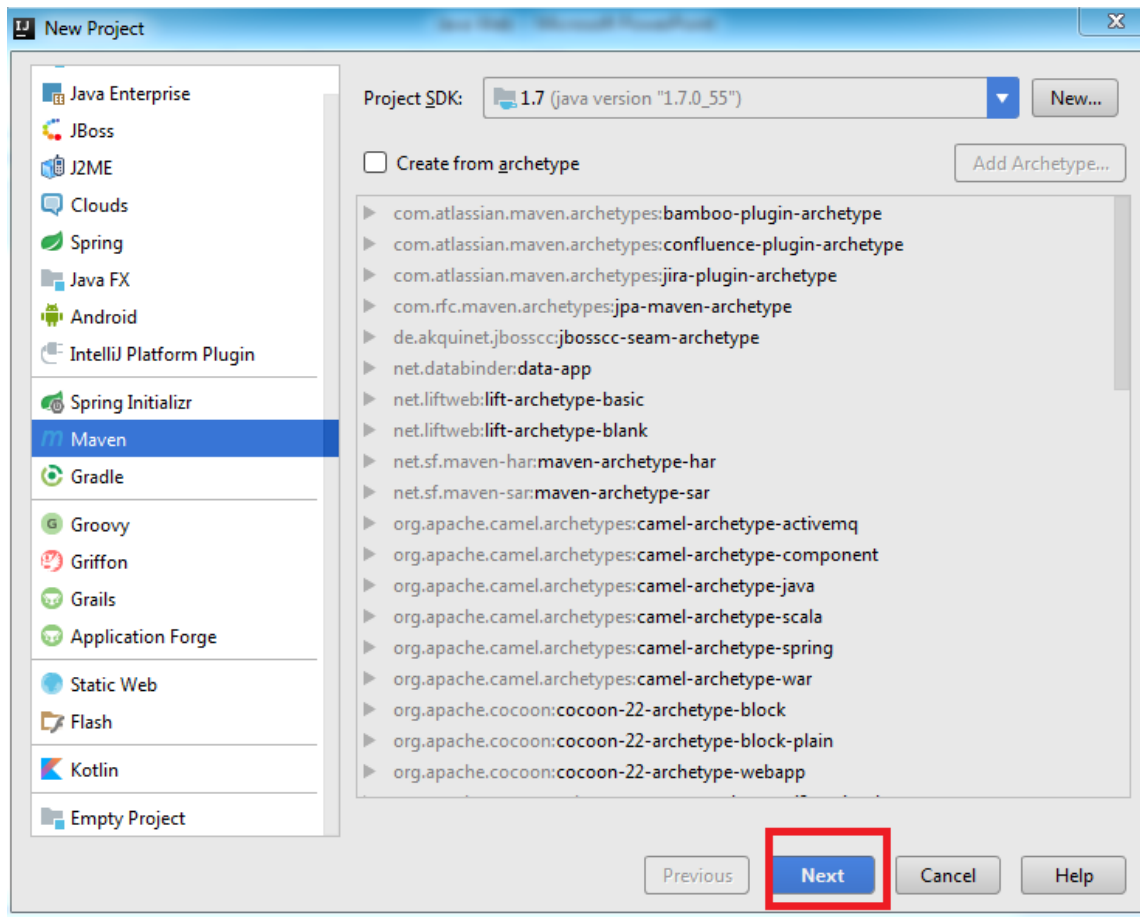 New Project
Java Enterprise
JBoss
J2ME
Clouds
Spring
Java FX
Android
IntelliJ Platform Plugin
Spring Initializr
Maven
Gradle
Groovy
Griffon
Grails
Application Forge
Static Web
Flash
Kotlin
Empty Project
Project SDK: 1.7 (java version "1.7.0_55") New...
Create from archetype Add Archetype...
com.atlassian.maven.archetypes:bamboo-plugin-archetype
com.atlassian.maven.archetypes:confluence-plugin-archetype
com.atlassian.maven.archetypes:jira-plugin-archetype
com.rfc.maven.archetypes:jpa-maven-archetype
de.akquinet.jbosscc:jbosscc-seam-archetype
net.databinder:data-app
net.liftweb:lift-archetype-basic
net.liftweb:lift-archetype-blank
net.sf.maven-har:maven-archetype-har
net.sf.maven-sar:maven-archetype-sar
org.apache.camel.archetypes:camel-archetype-activemq
org.apache.camel.archetypes:camel-archetype-component
org.apache.camel.archetypes:camel-archetype-java
org.apache.camel.archetypes:camel-archetype-scala
org.apache.camel.archetypes:camel-archetype-spring
org.apache.camel.archetypes:camel-archetype-war
org.apache.cocoon:cocoon-22-archetype-block
org.apache.cocoon:cocoon-22-archetype-block-plain
org.apache.cocoon:cocoon-22-archetype-webapp
Previous Next Cancel Help